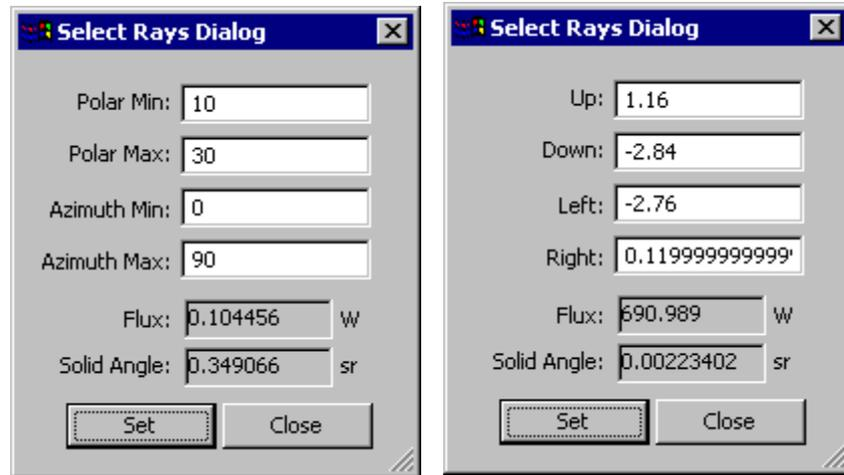 Select Rays Dialog
Polar Min: 10
Polar Max: 30
Azimuth Min: 0
Azimuth Max: 90
Flux: 0.104456 W
Solid Angle: 0.349066 sr
Set Close
Select Rays Dialog
Up: 1.16
Down: -2.84
Left: -2.76
Right: 0.119999999999
Flux: 690.989 W
Solid Angle: 0.00223402 sr
Set Close